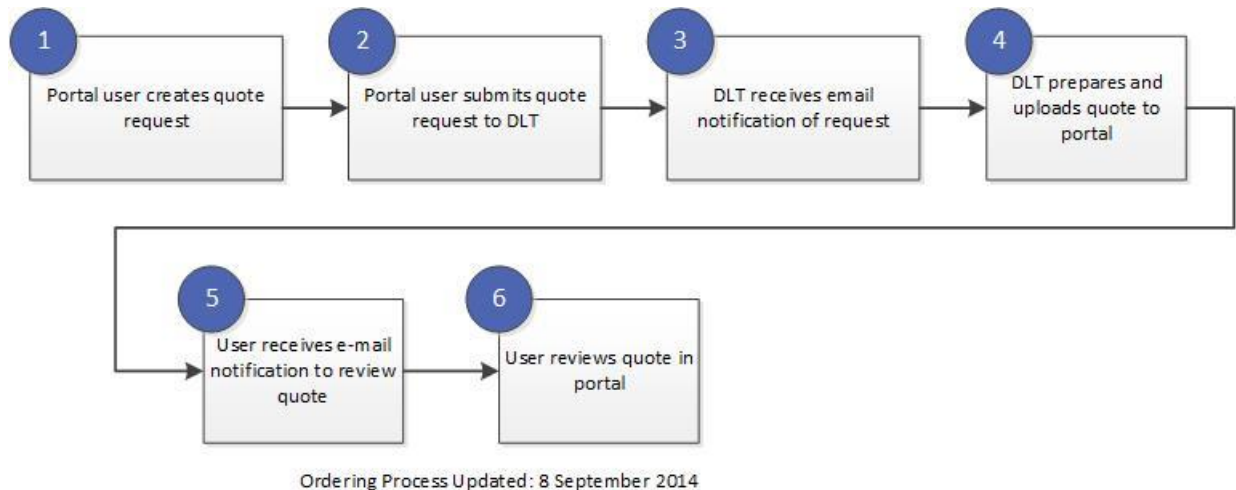 1
Portal user creates quote
request
2
Portal user submits quote
request to DLT
3
DLT receives email
notification of request
4
DLT prepares and
uploads quote to
portal
5
User receives e-mail
notification to review
quote
6
User reviews quote in
portal
Ordering Process Updated: 8 September 2014